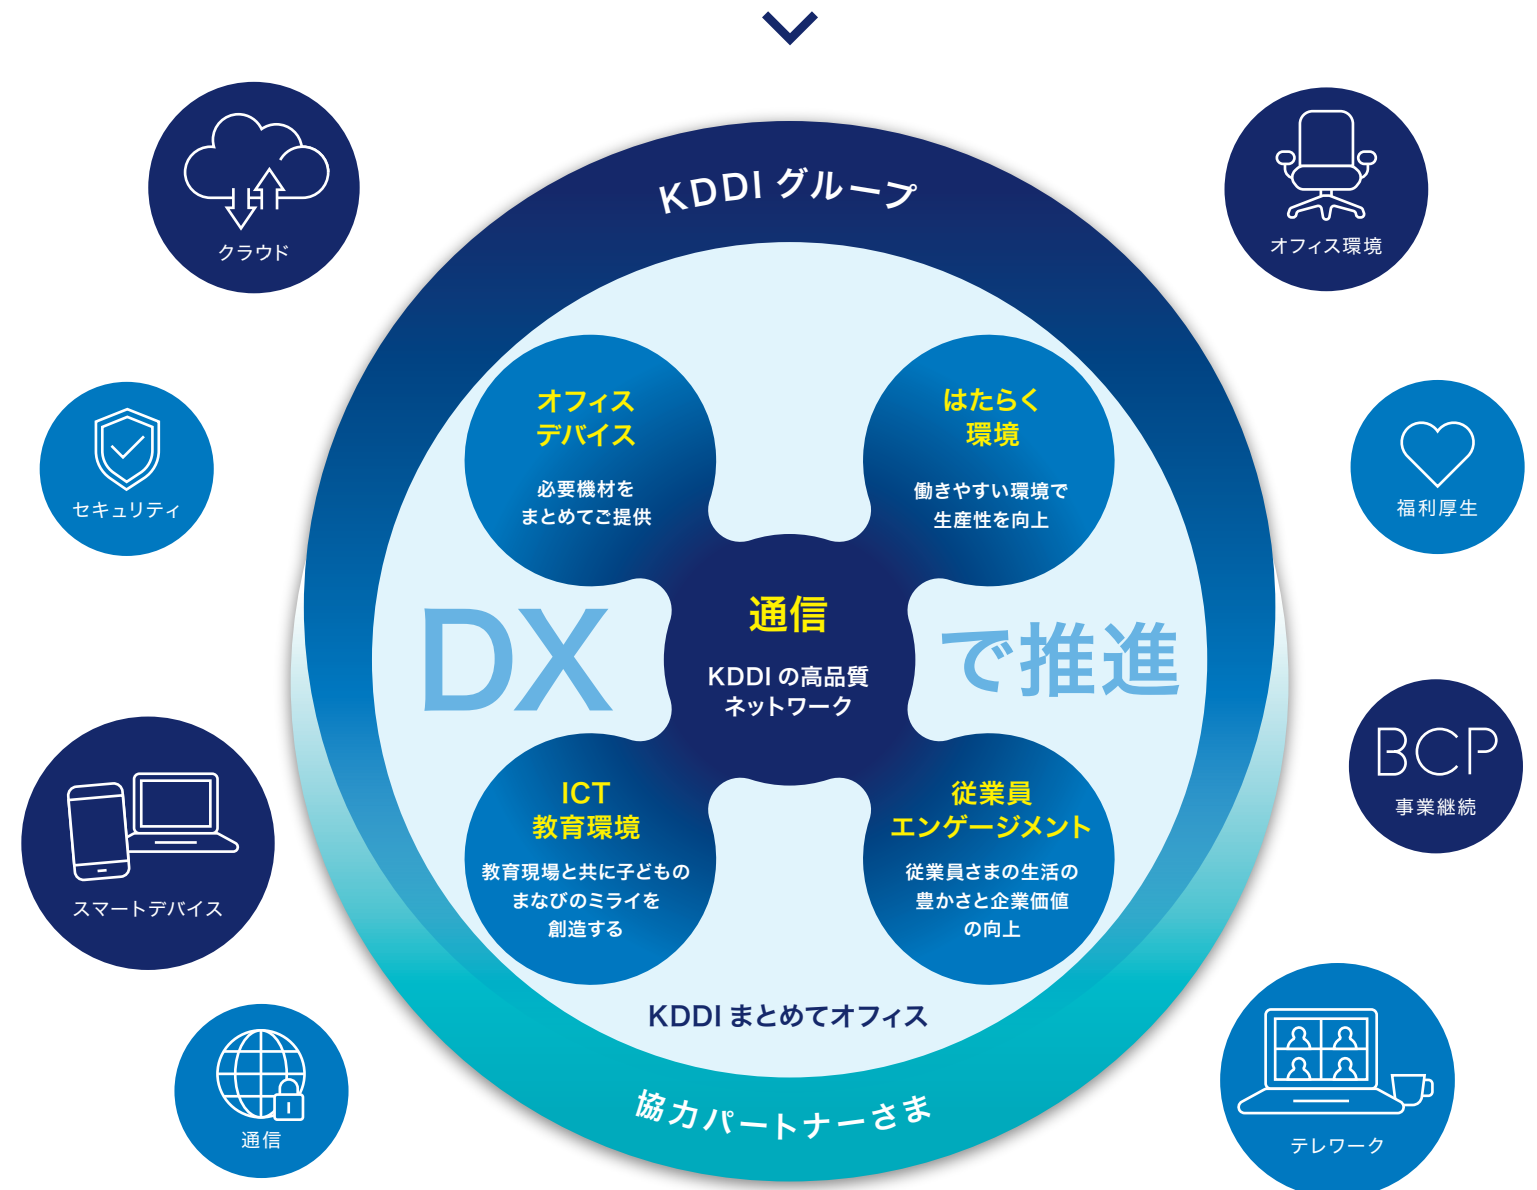 KDDI グループ
クラウド
オフィス環境
オフィス
デバイス
必要機材を
まとめてご提供
はたらく
環境
働きやすい環境で
生産性を向上
セキュリティ
福利厚生
DX
通信
KDDI の高品質
ネットワーク
で推進
BCP
事業継続
スマートデバイス
ICT
教育環境
教育現場と共に子どもの
まなびのミライを
創造する
従業員
エンゲージメント
従業員さまの生活の
豊かさと企業価値
の向上
KDDI まとめてオフィス
協力パートナーさま
通信
テレワーク